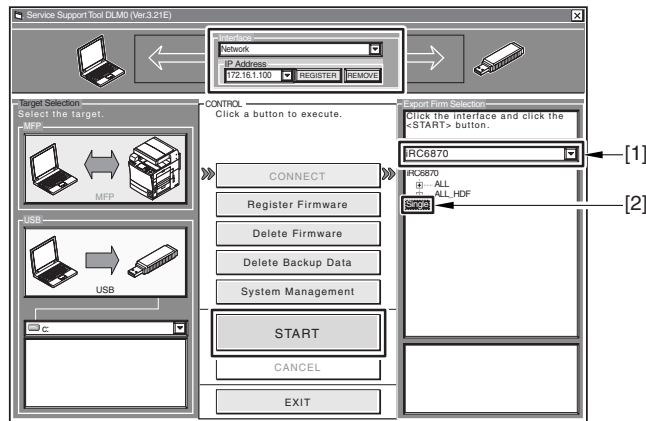 Service Support Tool DLM0 (Ver.3.21E)
Interface
Network
IP Address
172.16.1.100
REGISTER
REMOVE
Target Selection
Select the target.
MFP
MFP
USB
USB
c:
CONTROL
Click a button to execute.
CONNECT
Register Firmware
Delete Firmware
Delete Backup Data
System Management
START
CANCEL
EXIT
Export Firm Selection
Click the interface and click the
<START> button.
iRC6870
iRC6870
ALL
ALL_HDF
Single
[1]
[2]